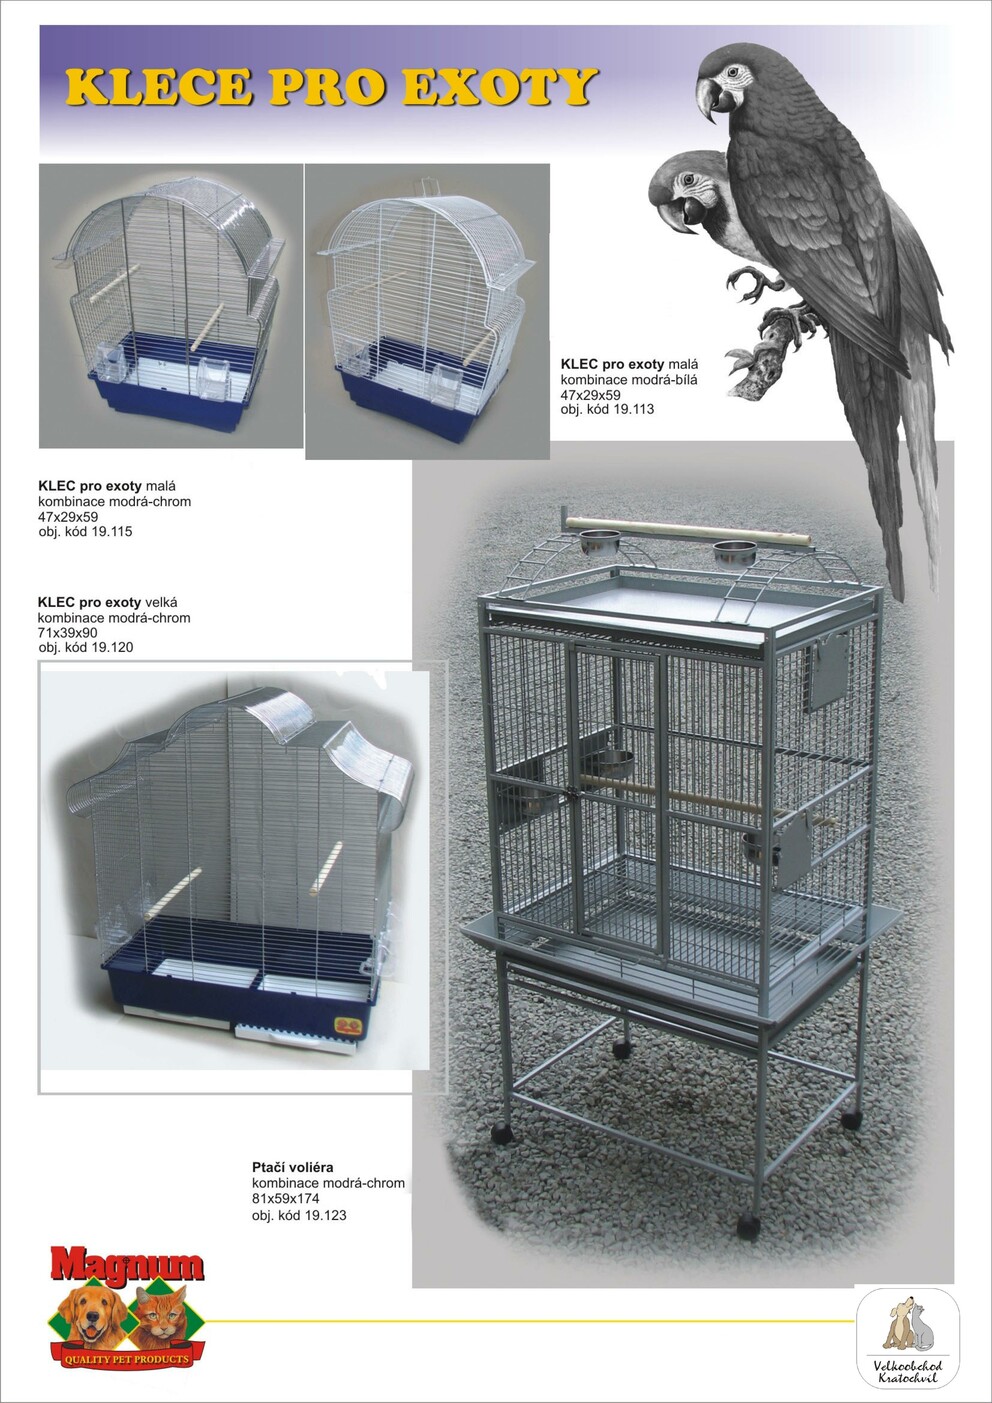 KLECE PRO EXOTY
KLEC pro exoty malá
kombinace modrá-bílá
47x29x59
obj. kód 19.113
KLEC pro exoty malá
kombinace modrá-chrom
47x29x59
obj. kód 19.115
KLEC pro exoty velká
kombinace modrá-chrom
71x39x90
obj. kód 19.120
Ptačí voliéra
kombinace modrá-chrom
81x59x174
obj. kód 19.123
Magnum
QUALITY PET PRODUCTS
Velkoobchod
Kratochvíl